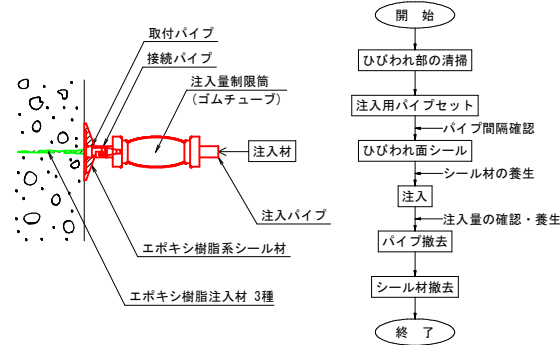 取付パイプ
接続パイプ
注入量制限筒
（ゴムチューブ）
注入材
注入パイプ
エポキシ樹脂系シール材
エポキシ樹脂注入材 3種
開 始
ひびわれ部の清掃
注入用パイプセット
パイプ間隔確認
ひびわれ面シール
シール材の養生
注入
注入量の確認・養生
パイプ撤去
シール材撤去
終 了